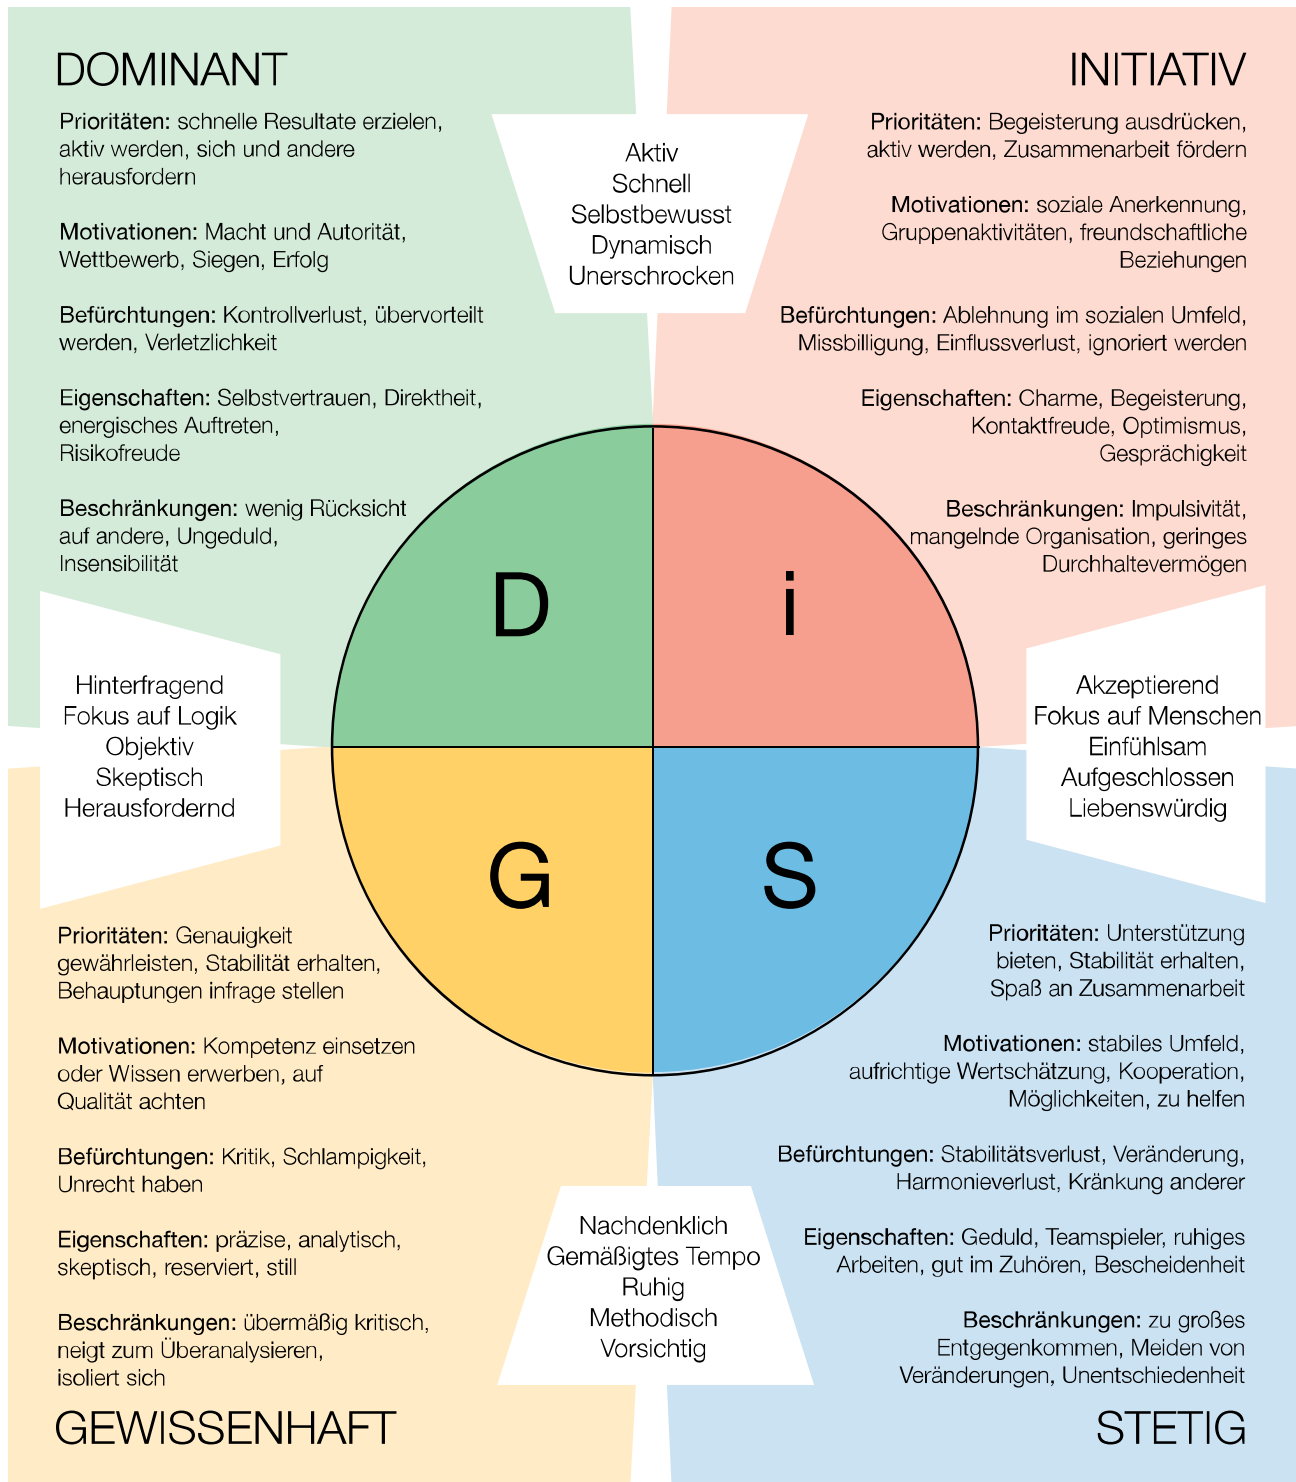 DOMINANT
Prioritäten: schnelle Resultate erzielen,
aktiv werden, sich und andere
herausfordern
Motivationen: Macht und Autorität,
Wettbewerb, Siegen, Erfolg
Befürchtungen: Kontrollverlust, übervorteilt
werden, Verletzlichkeit
Eigenschaften: Selbstvertrauen, Direktheit,
energisches Auftreten,
Risikofreude
Beschränkungen: wenig Rücksicht
auf andere, Ungeduld,
Insensibilität
Aktiv
Schnell
Selbstbewusst
Dynamisch
Unerschrocken
INITIATIV
Prioritäten: Begeisterung ausdrücken,
aktiv werden, Zusammenarbeit fördern
Motivationen: soziale Anerkennung,
Gruppenaktivitäten, freundschaftliche
Beziehungen
Befürchtungen: Ablehnung im sozialen Umfeld,
Missbilligung, Einflussverlust, ignoriert werden
Eigenschaften: Charme, Begeisterung,
Kontaktfreude, Optimismus,
Gesprächigkeit
Beschränkungen: Impulsivität,
mangelnde Organisation, geringes
Durchhaltevermögen
D
i
Hinterfragend
Fokus auf Logik
Objektiv
Skeptisch
Herausfordernd
Akzeptierend
Fokus auf Menschen
Einfühlsam
Aufgeschlossen
Liebenswürdig
G
S
Prioritäten: Genauigkeit
gewährleisten, Stabilität erhalten,
Behauptungen infrage stellen
Motivationen: Kompetenz einsetzen
oder Wissen erwerben, auf
Qualität achten
Befürchtungen: Kritik, Schlampigkeit,
Unrecht haben
Eigenschaften: präzise, analytisch,
skeptisch, reserviert, still
Beschränkungen: übermäßig kritisch,
neigt zum Überanalysieren,
isoliert sich
GEWISSENHAFT
Nachdenklich
Gemäßigtes Tempo
Ruhig
Methodisch
Vorsichtig
Prioritäten: Unterstützung
bieten, Stabilität erhalten,
Spaß an Zusammenarbeit
Motivationen: stabiles Umfeld,
aufrichtige Wertschätzung, Kooperation,
Möglichkeiten, zu helfen
Befürchtungen: Stabilitätsverlust, Veränderung,
Harmonieverlust, Kränkung anderer
Eigenschaften: Geduld, Teamspieler, ruhiges
Arbeiten, gut im Zuhören, Bescheidenheit
Beschränkungen: zu großes
Entgegenkommen, Meiden von
Veränderungen, Unentschiedenheit
STETIG